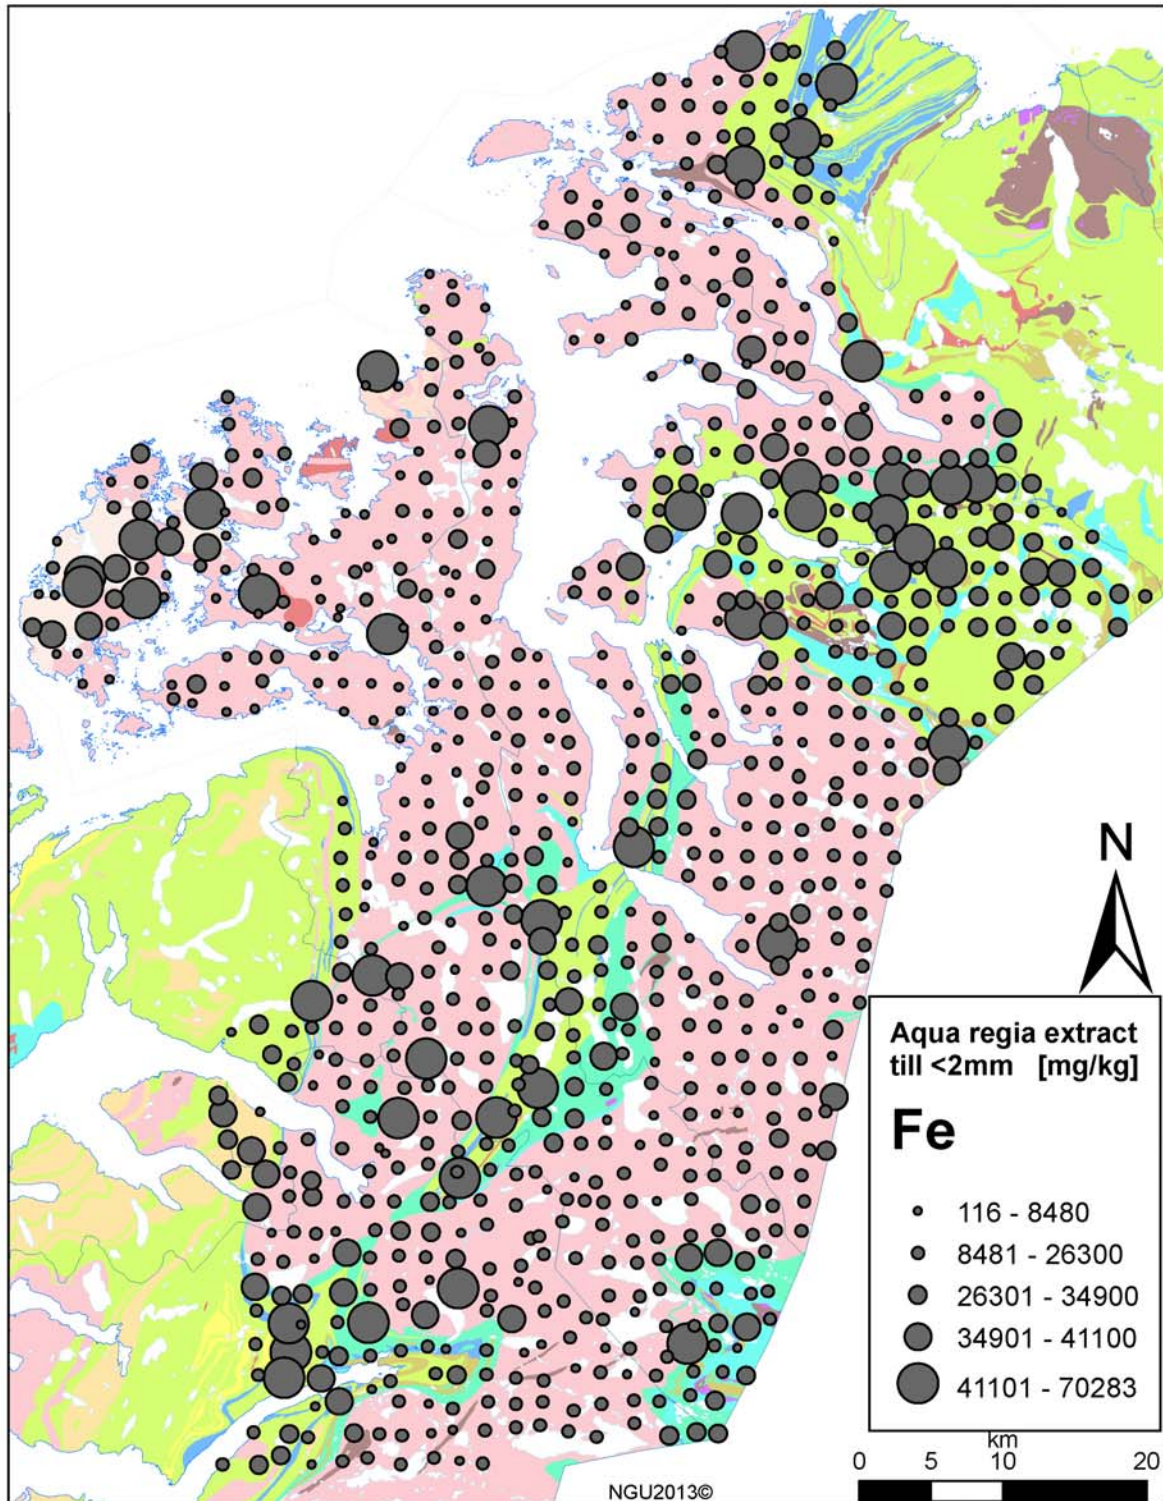 N
Aqua regia extract
till <2mm [mg/kg]
Fe
116 - 8480
8481 - 26300
26301 - 34900
34901 - 41100
41101 - 70283
km
0 5 10 20
NGU2013©